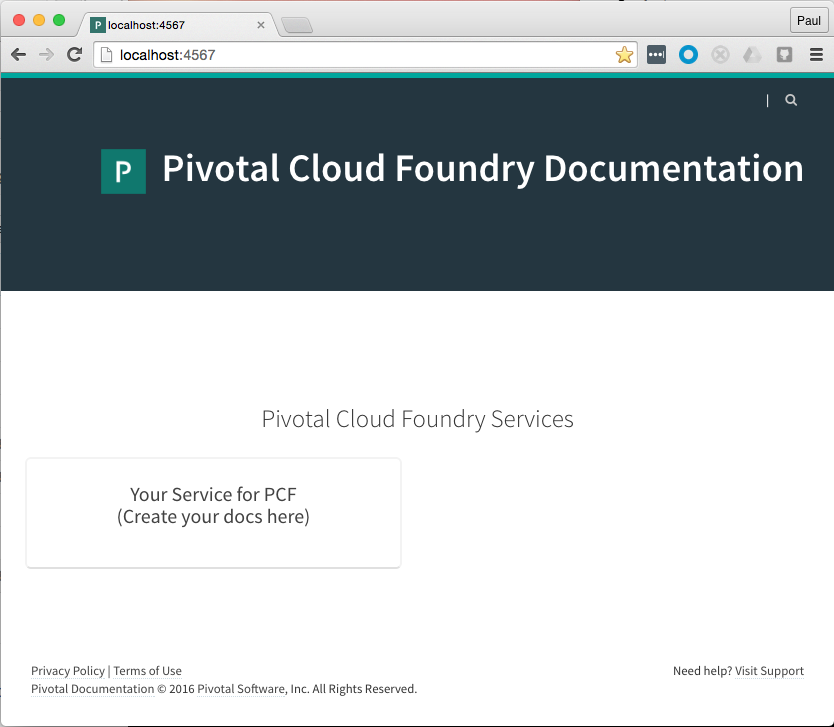 P localhost:4567
Paul
localhost:4567
|
P Pivotal Cloud Foundry Documentation
Pivotal Cloud Foundry Services
Your Service for PCF
(Create your docs here)
Privacy Policy | Terms of Use
Need help? Visit Support
Pivotal Documentation © 2016 Pivotal Software, Inc. All Rights Reserved.